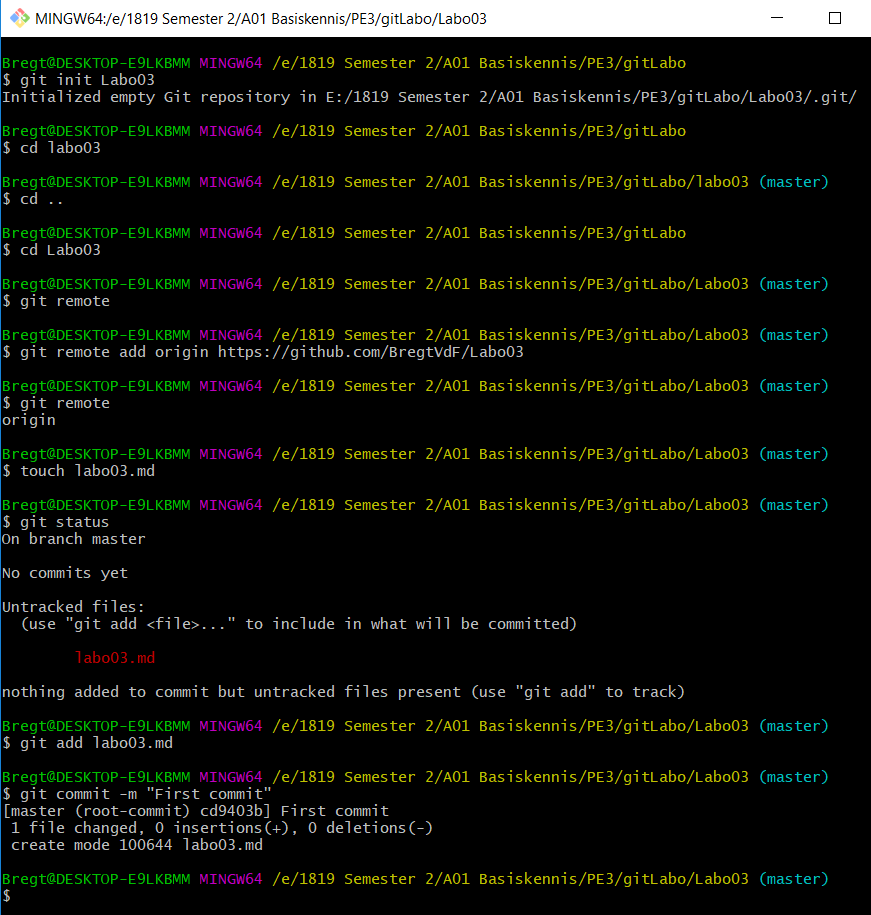 MINGW64:/e/1819 Semester 2/A01 Basiskennis/PE3/gitLabo/Labo03
Bregt@DESKTOP-E9LKBMM MINGW64 /e/1819 Semester 2/A01 Basiskennis/PE3/gitLabo
$ git init Labo03
Initialized empty Git repository in E:/1819 Semester 2/A01 Basiskennis/PE3/gitLabo/Labo03/.git/
Bregt@DESKTOP-E9LKBMM MINGW64 /e/1819 Semester 2/A01 Basiskennis/PE3/gitLabo
$ cd labo03
Bregt@DESKTOP-E9LKBMM MINGW64 /e/1819 Semester 2/A01 Basiskennis/PE3/gitLabo/labo03 (master)
$ cd ..
Bregt@DESKTOP-E9LKBMM MINGW64 /e/1819 Semester 2/A01 Basiskennis/PE3/gitLabo
$ cd Labo03
Bregt@DESKTOP-E9LKBMM MINGW64 /e/1819 Semester 2/A01 Basiskennis/PE3/gitLabo/Labo03 (master)
$ git remote
Bregt@DESKTOP-E9LKBMM MINGW64 /e/1819 Semester 2/A01 Basiskennis/PE3/gitLabo/Labo03 (master)
$ git remote add origin https://github.com/BregtVdF/Labo03
Bregt@DESKTOP-E9LKBMM MINGW64 /e/1819 Semester 2/A01 Basiskennis/PE3/gitLabo/Labo03 (master)
$ git remote
origin
Bregt@DESKTOP-E9LKBMM MINGW64 /e/1819 Semester 2/A01 Basiskennis/PE3/gitLabo/Labo03 (master)
$ touch labo03.md
Bregt@DESKTOP-E9LKBMM MINGW64 /e/1819 Semester 2/A01 Basiskennis/PE3/gitLabo/Labo03 (master)
$ git status
On branch master
No commits yet
Untracked files:
  (use "git add <file>..." to include in what will be committed)
        labo03.md
nothing added to commit but untracked files present (use "git add" to track)
Bregt@DESKTOP-E9LKBMM MINGW64 /e/1819 Semester 2/A01 Basiskennis/PE3/gitLabo/Labo03 (master)
$ git add labo03.md
Bregt@DESKTOP-E9LKBMM MINGW64 /e/1819 Semester 2/A01 Basiskennis/PE3/gitLabo/Labo03 (master)
$ git commit -m "First commit"
[master (root-commit) cd9403b] First commit
 1 file changed, 0 insertions(+), 0 deletions(-)
 create mode 100644 labo03.md
Bregt@DESKTOP-E9LKBMM MINGW64 /e/1819 Semester 2/A01 Basiskennis/PE3/gitLabo/Labo03 (master)
$